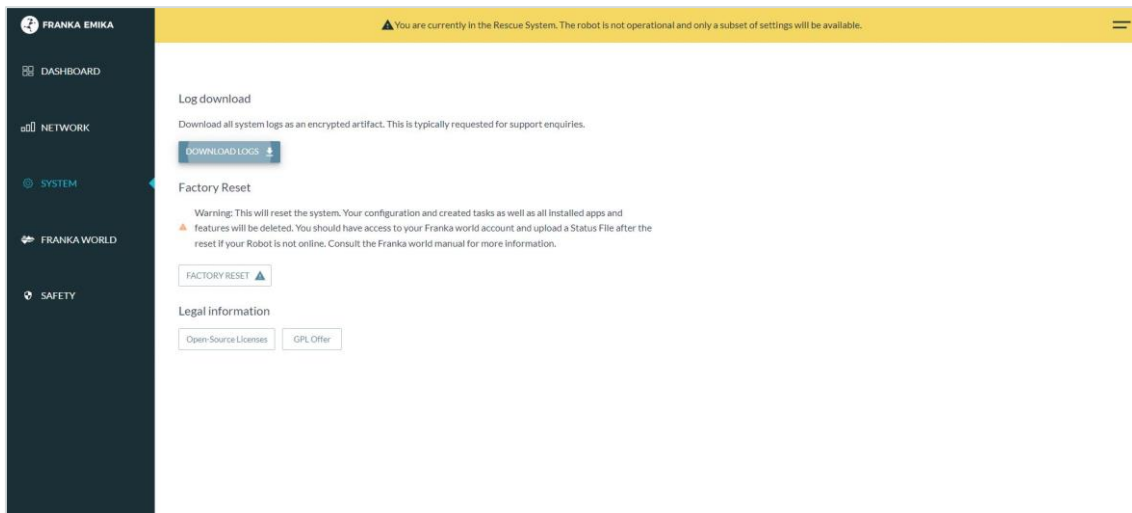 FRANKA EMIKA
You are currently in the Rescue System. The robot is not operational and only a subset of settings will be available.
DASHBOARD
NETWORK
SYSTEM
FRANKA WORLD
SAFETY
Log download
Download all system logs as an encrypted artifact. This is typically requested for support enquiries.
DOWNLOAD LOGS
Factory Reset
Warning: This will reset the system. Your configuration and created tasks as well as all installed apps and
features will be deleted. You should have access to your Franka world account and upload a Status File after the
reset if your Robot is not online. Consult the Franka world manual for more information.
FACTORY RESET
Legal information
Open-Source Licenses
GPL Offer